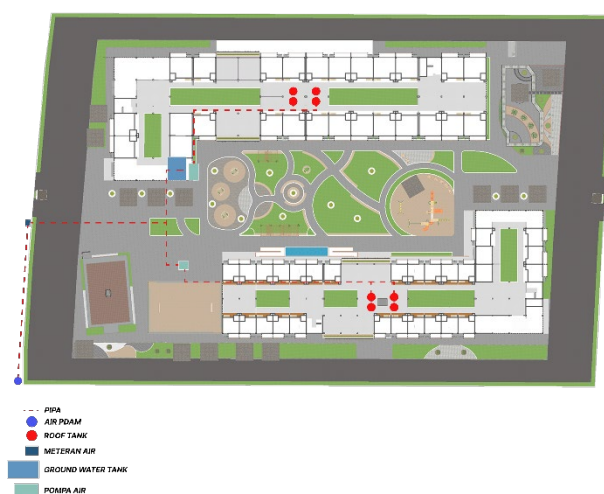 PIPA
AIR PDAM
ROOF TANK
METERAN AIR
GROUND WATER TANK
POMPA AIR